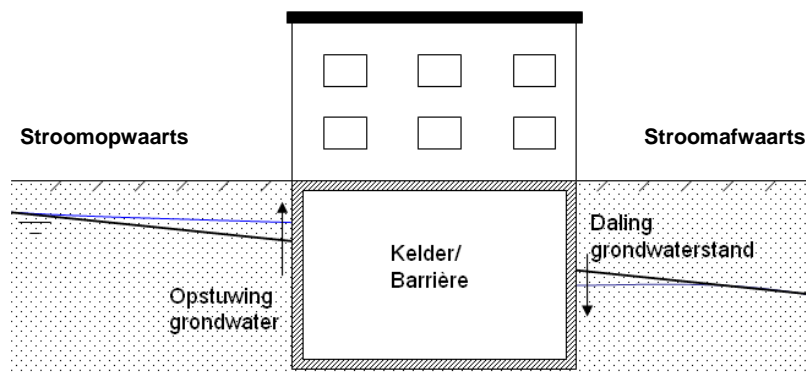 Stroomopwaarts
Stroomafwaarts
Daling
grondwaterstand
Kelder/
Barrière
Opstuwing
grondwater